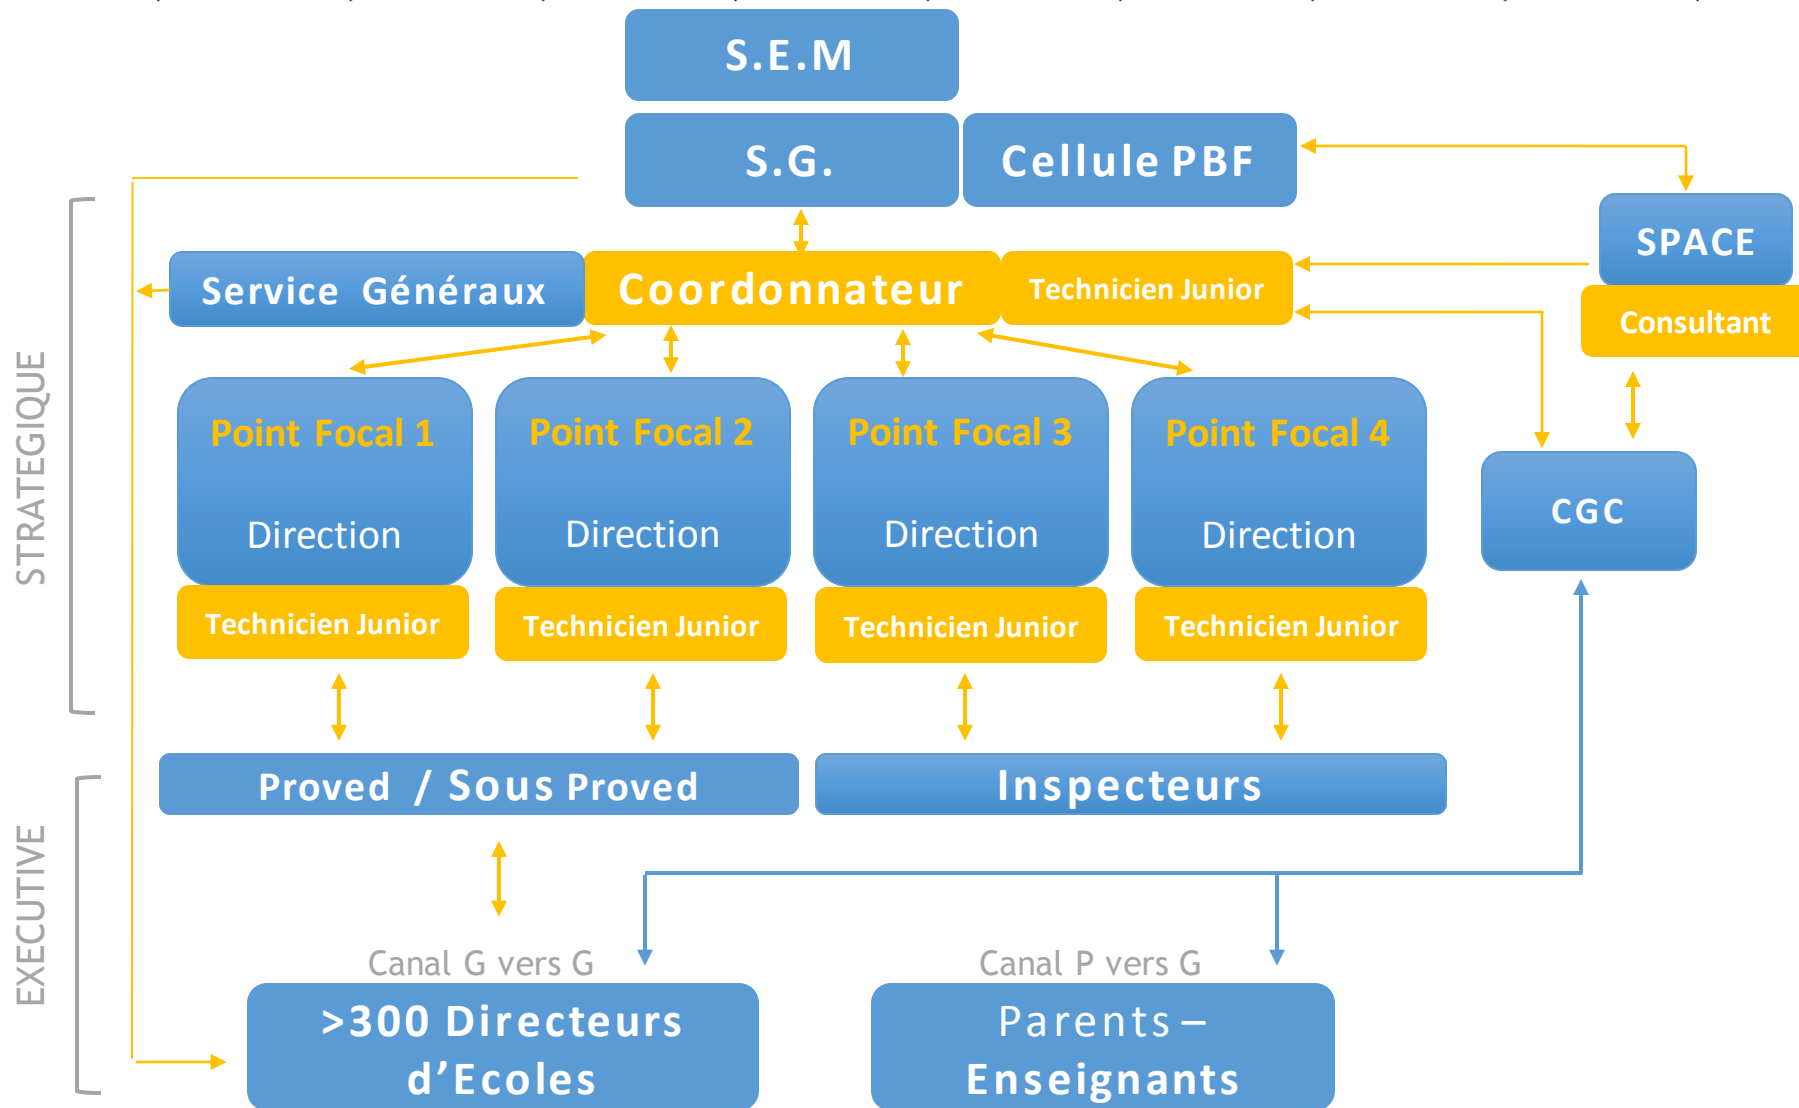 S.E.M
S.G.
Cellule PBF
SPACE
Service Généraux
Coordonnateur
Technicien Junior
Consultant
STRATEGIQUE
Point Focal 1
Point Focal 2
Point Focal 3
Point Focal 4
Direction
Direction
Direction
Direction
CGC
Technicien Junior
Technicien Junior
Technicien Junior
Technicien Junior
Proved / Sous Proved
Inspecteurs
EXECUTIVE
Canal G vers G
Canal P vers G
>300 Directeurs
d’Ecoles
Parents –
Enseignants